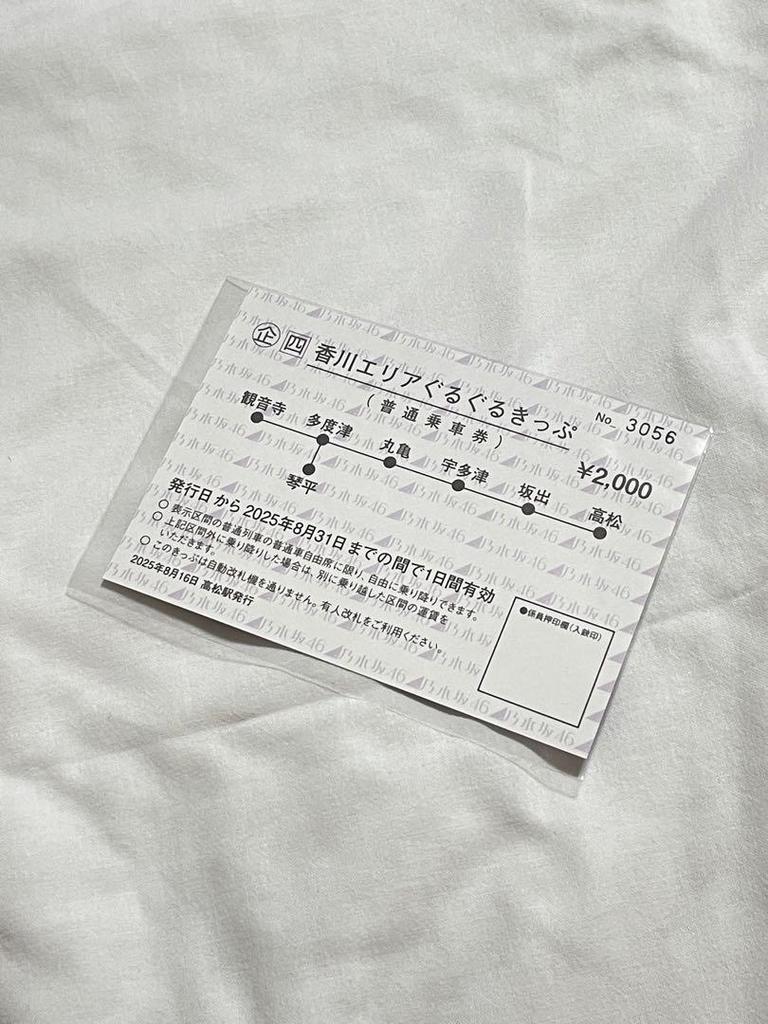 企 四 香川エリアぐるぐるきっぷ
(普通乗車券)
No. 3056
¥2,000
観音寺 多度津 丸亀 宇多津 坂出 高松
琴平
発行日から2025年8月31日までの間で1日間有効
○ 表示区間の普通列車の普通車自由席に限り、自由に乗り降りできます。
○ 上記区間外に乗り降りした場合は、別に乗り越した区間の運賃を
いただきます。
○ このきっぷは自動改札機を通りません。有人改札をご利用ください。
2025年8月16日 高松駅発行
●係員押印欄(入鋏印)
乃木坂46